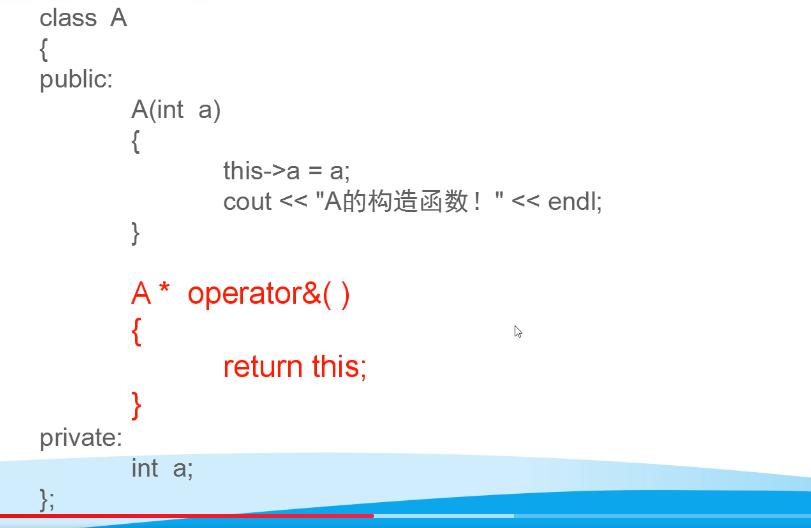 class A
{
public:
A(int a)
{
this->a = a;
cout << "A的构造函数！" << endl;
}
A * operator&( )
{
return this;
}
private:
int a;
};